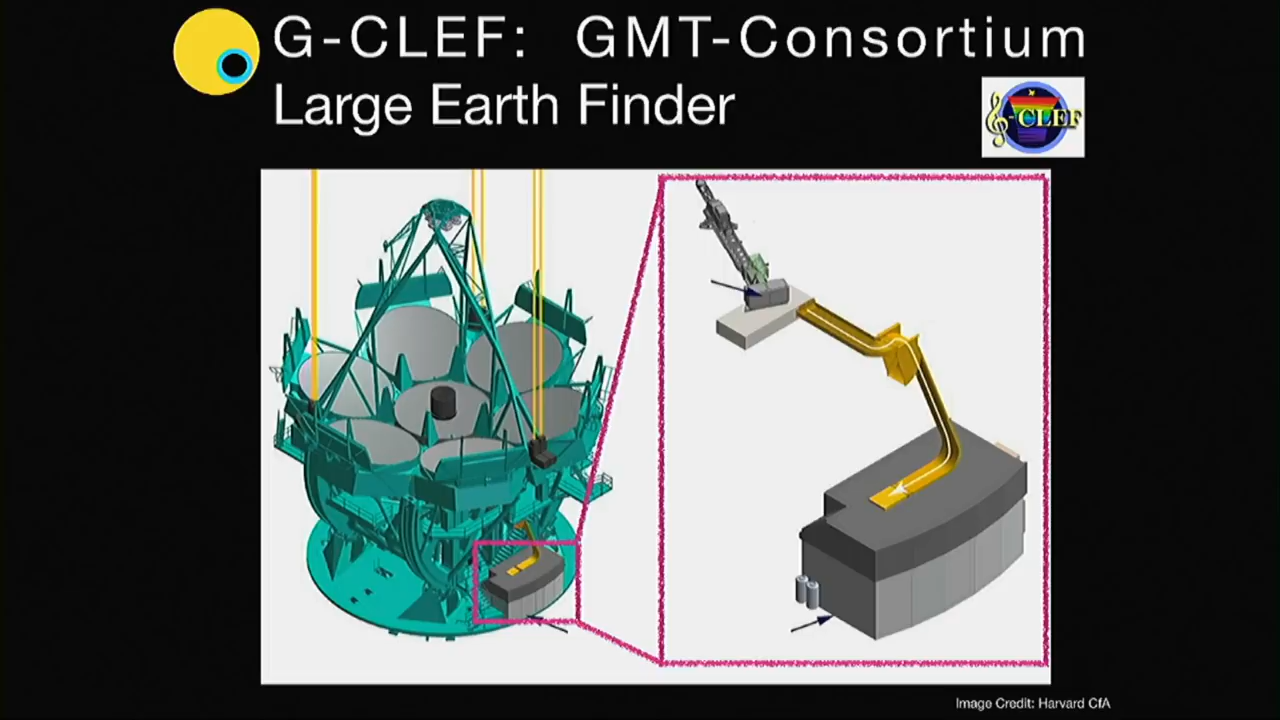 G-CLEF: GMT-Consortium
Large Earth Finder
-CLEF
Image Credit: Harvard CfA